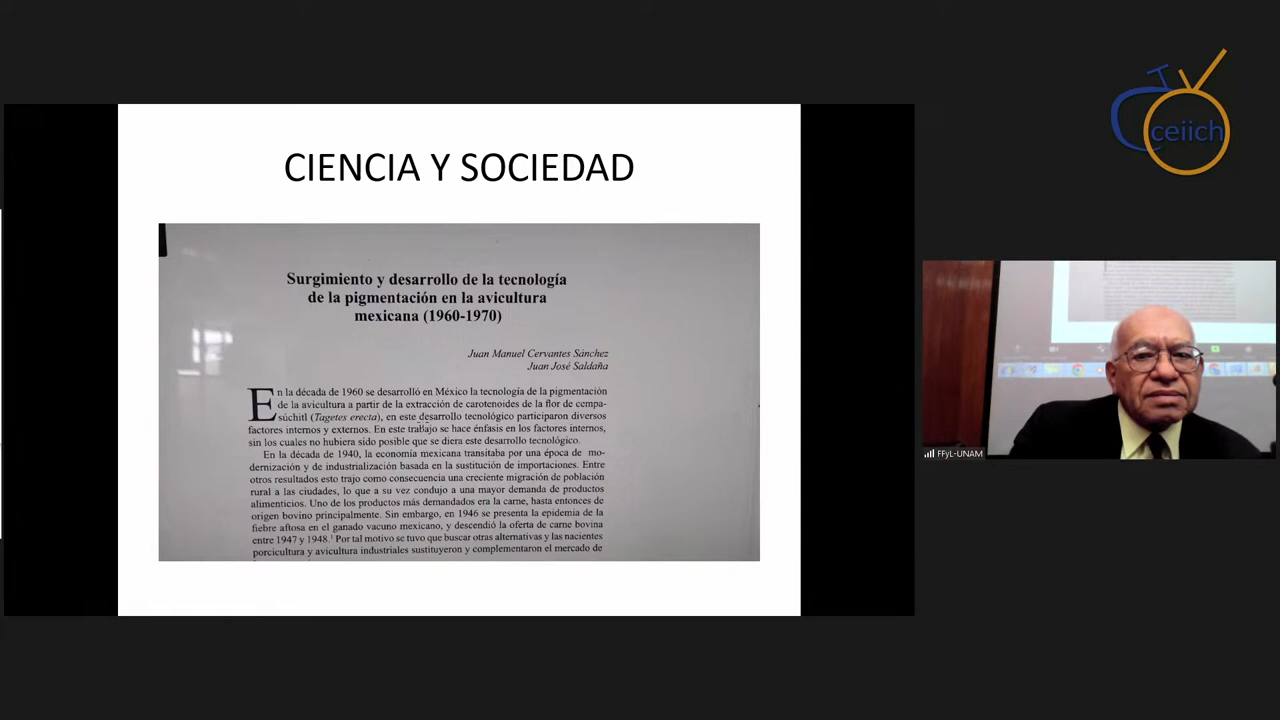 CIENCIA Y SOCIEDAD
Surgimiento y desarrollo de la tecnología
de la pigmentación en la avicultura
mexicana (1960-1970)
Juan Manuel Cervantes Sánchez
Juan José Saldaña
En la década de 1960 se desarrolló en México la tecnología de la pigmentación
de la avicultura a partir de la extracción de carotenoides de la flor de cempa-
súchitl (Tagetes erecta), en este desarrollo tecnológico participaron diversos
factores internos y externos. En este trabajo se hace énfasis en los factores internos,
sin los cuales no hubiera sido posible que se diera este desarrollo tecnológico.
En la década de 1940, la economía mexicana transitaba por una época de mo-
dernización y de industrialización basada en la sustitución de importaciones. Entre
otros resultados esto trajo como consecuencia una creciente migración de población
rural a las ciudades, lo que a su vez condujo a una mayor demanda de productos
alimenticios. Uno de los productos más demandados era la carne, hasta entonces de
origen bovino principalmente. Sin embargo, en 1946 se presenta la epidemia de la
fiebre aftosa en el ganado vacuno mexicano, y descendió la oferta de carne bovina
entre 1947 y 1948.¹ Por tal motivo se tuvo que buscar otras alternativas y las nacientes
porcicultura y avicultura industriales sustituyeron y complementaron el mercado de
TV
ceiich
FFyL-UNAM